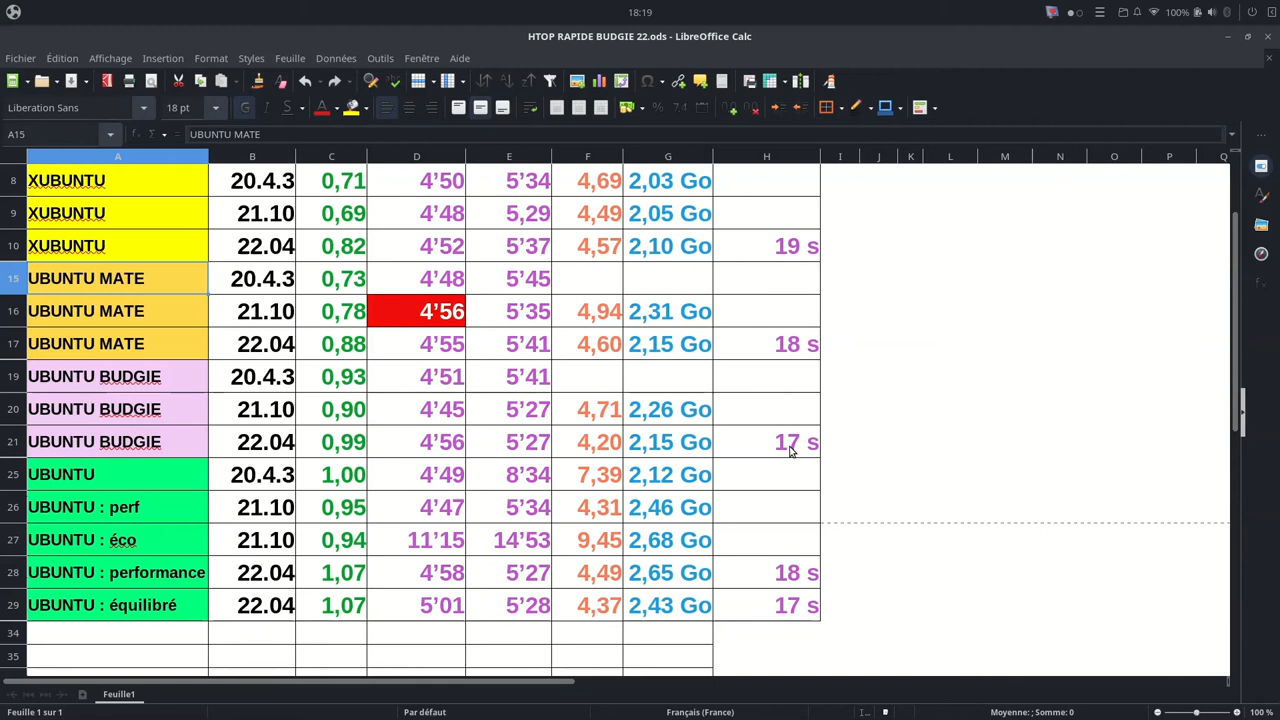 18:19
100%
HTOP RAPIDE BUDGIE 22.ods - LibreOffice Calc
Fichier Édition Affichage Insertion Format Styles Feuille Données Outils Fenêtre Aide
Liberation Sans 18 pt
A15 UBUNTU MATE
A B C D E F G H I J K L M N O P Q
8 XUBUNTU 20.4.3 0,71 4’50 5’34 4,69 2,03 Go
9 XUBUNTU 21.10 0,69 4’48 5,29 4,49 2,05 Go
10 XUBUNTU 22.04 0,82 4’52 5’37 4,57 2,10 Go 19 s
15 UBUNTU MATE 20.4.3 0,73 4’48 5’45
16 UBUNTU MATE 21.10 0,78 4’56 5’35 4,94 2,31 Go
17 UBUNTU MATE 22.04 0,88 4’55 5’41 4,60 2,15 Go 18 s
19 UBUNTU BUDGIE 20.4.3 0,93 4’51 5’41
20 UBUNTU BUDGIE 21.10 0,90 4’45 5’27 4,71 2,26 Go
21 UBUNTU BUDGIE 22.04 0,99 4’56 5’27 4,20 2,15 Go 17 s
25 UBUNTU 20.4.3 1,00 4’49 8’34 7,39 2,12 Go
26 UBUNTU : perf 21.10 0,95 4’47 5’34 4,31 2,46 Go
27 UBUNTU : éco 21.10 0,94 11’15 14’53 9,45 2,68 Go
28 UBUNTU : performance 22.04 1,07 4’58 5’27 4,49 2,65 Go 18 s
29 UBUNTU : équilibré 22.04 1,07 5’01 5’28 4,37 2,43 Go 17 s
34
35
Feuille1
Feuille 1 sur 1 Par défaut Français (France) Moyenne: ; Somme: 0 100 %